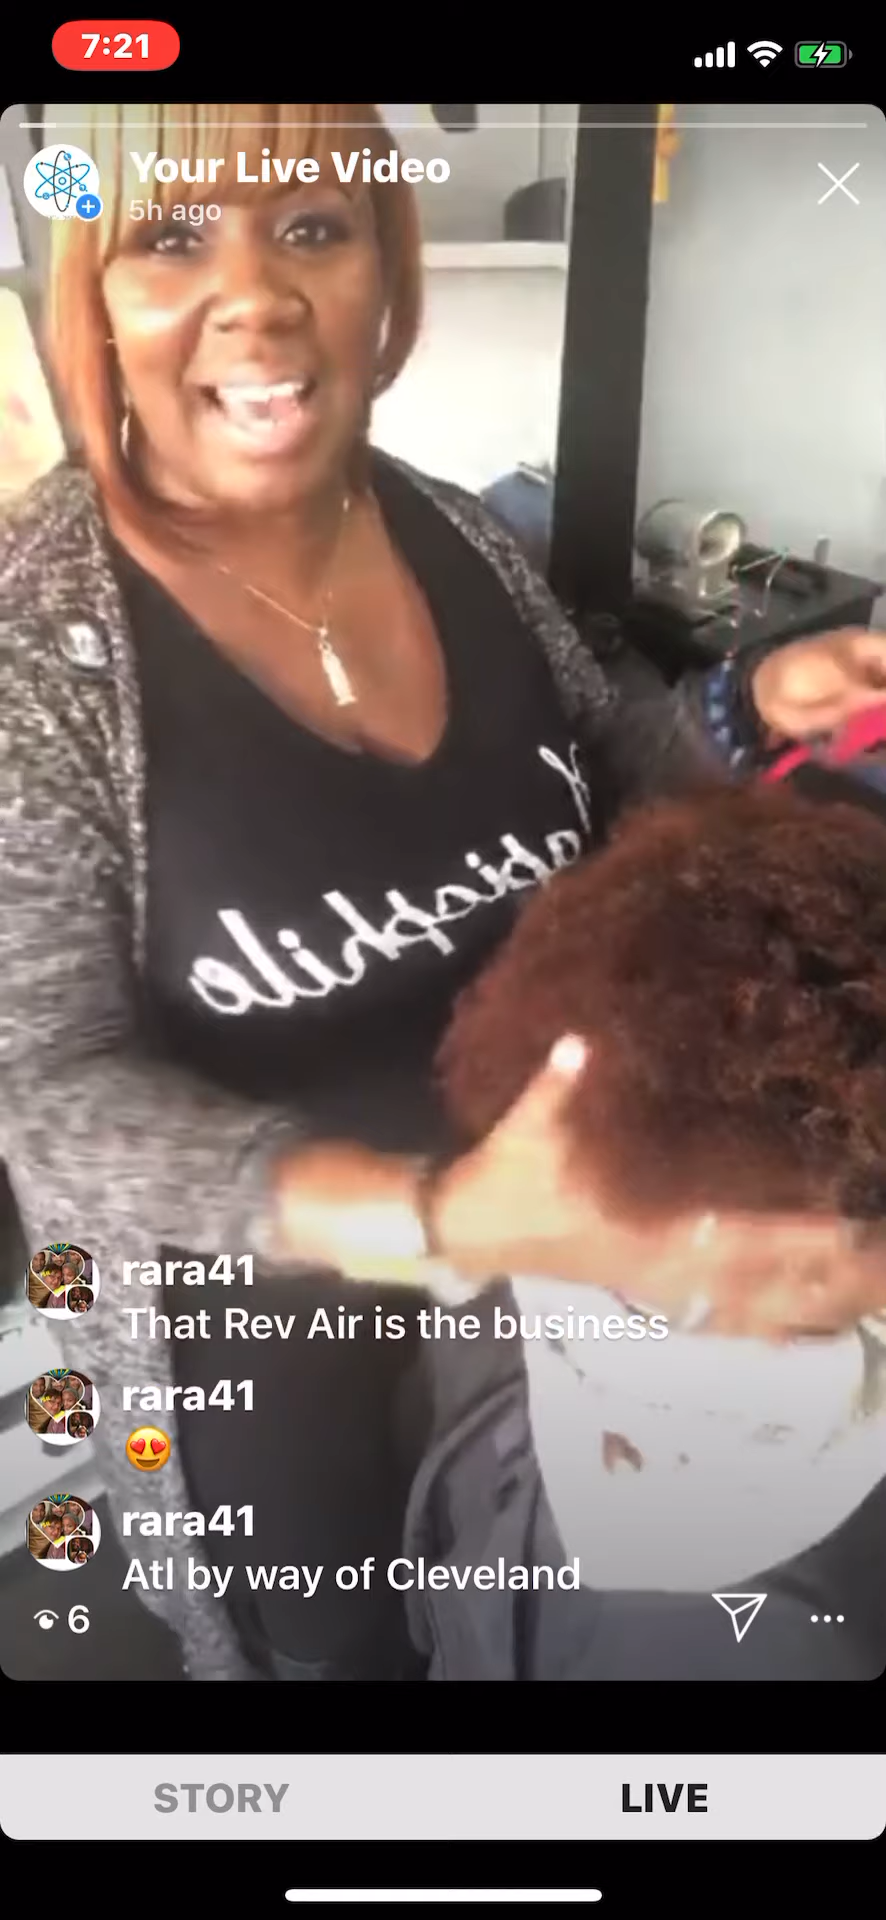 7:21
Your Live Video
5h ago
rara41
That Rev Air is the business
rara41
😍
rara41
Atl by way of Cleveland
6
STORY
LIVE